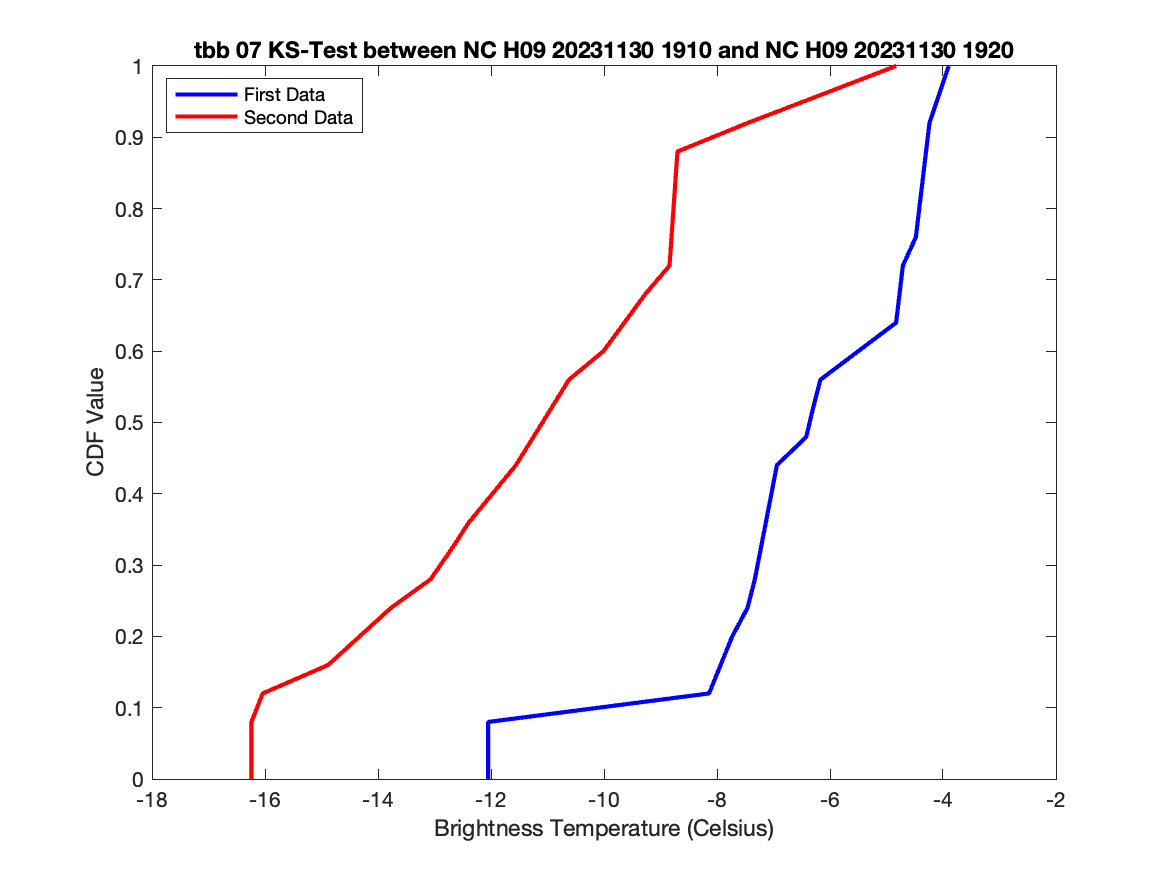 tbb 07 KS-Test between NC H09 20231130 1910 and NC H09 20231130 1920
First Data
Second Data
1
0.9
0.8
0.7
0.6
0.5
0.4
0.3
0.2
0.1
0
CDF Value
-18 -16 -14 -12 -10 -8 -6 -4 -2
Brightness Temperature (Celsius)